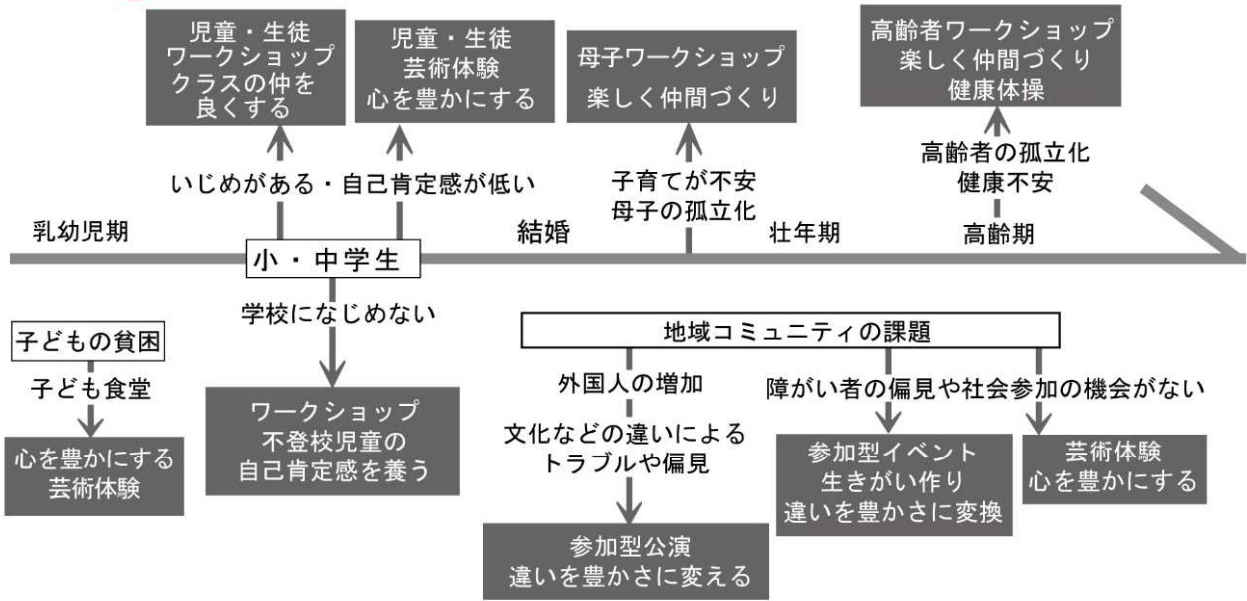 児童・生徒
ワークショップ
クラスの仲を
良くする
児童・生徒
芸術体験
心を豊かにする
母子ワークショップ
楽しく仲間づくり
高齢者ワークショップ
楽しく仲間づくり
健康体操
いじめがある・自己肯定感が低い
子育てが不安
母子の孤立化
高齢者の孤立化
健康不安
乳幼児期
小・中学生
結婚
壮年期
高齢期
学校になじめない
ワークショップ
不登校児童の
自己肯定感を養う
子どもの貧困
子ども食堂
心を豊かにする
芸術体験
地域コミュニティの課題
外国人の増加
文化などの違いによる
トラブルや偏見
参加型公演
違いを豊かさに変える
障がい者の偏見や社会参加の機会がない
参加型イベント
生きがい作り
違いを豊かさに変換
芸術体験
心を豊かにする